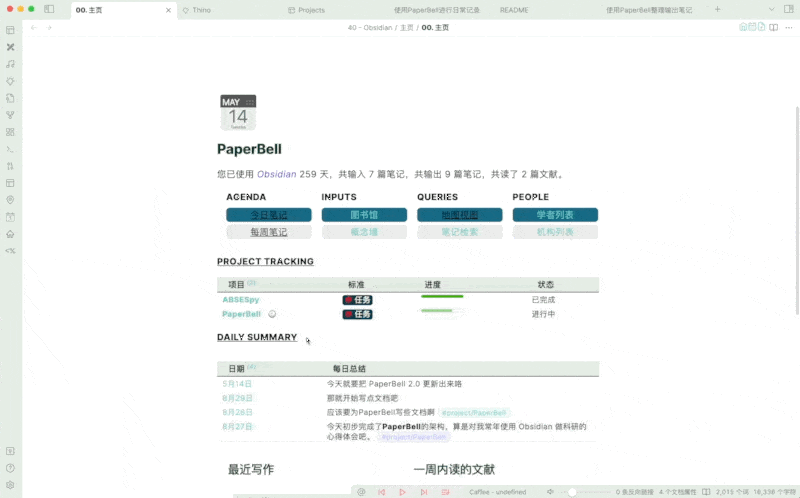 00. 主页
Thino
Projects
使用PaperBell进行日常记录
README
使用PaperBell整理输出笔记
#0 - Obsidian / 主页 / 00. 主页
MAY
14
Tuesday
PaperBell
您已使用 Obsidian 259 天，共输入 7 篇笔记，共输出 9 篇笔记，共读了 2 篇文献。
AGENDA INPUTS QUERIES PEOPLE
今日笔记 图书馆 地图视图 学者列表
每周笔记 概念墙 笔记检索 机构列表
PROJECT TRACKING
项目 (2) 标准 进度 状态
ABSESpy 任务 已完成
PaperBell 任务 进行中
DAILY SUMMARY
日期 (4) 每日总结
5月14日 今天就要把 PaperBell 2.0 更新出来咯
8月29日 那就开始写点文档吧
8月28日 应该要为PaperBell写些文档啊 #project/PaperBell
8月27日 今天初步完成了PaperBell的架构，算是对我常年使用 Obsidian 做科研的
心得体会吧。 #project/PaperBell
最近写作 一周内读的文献
Caffee - undefined
0 条反向链接 4 个文档属性 2,015 个词 10,330 个字符